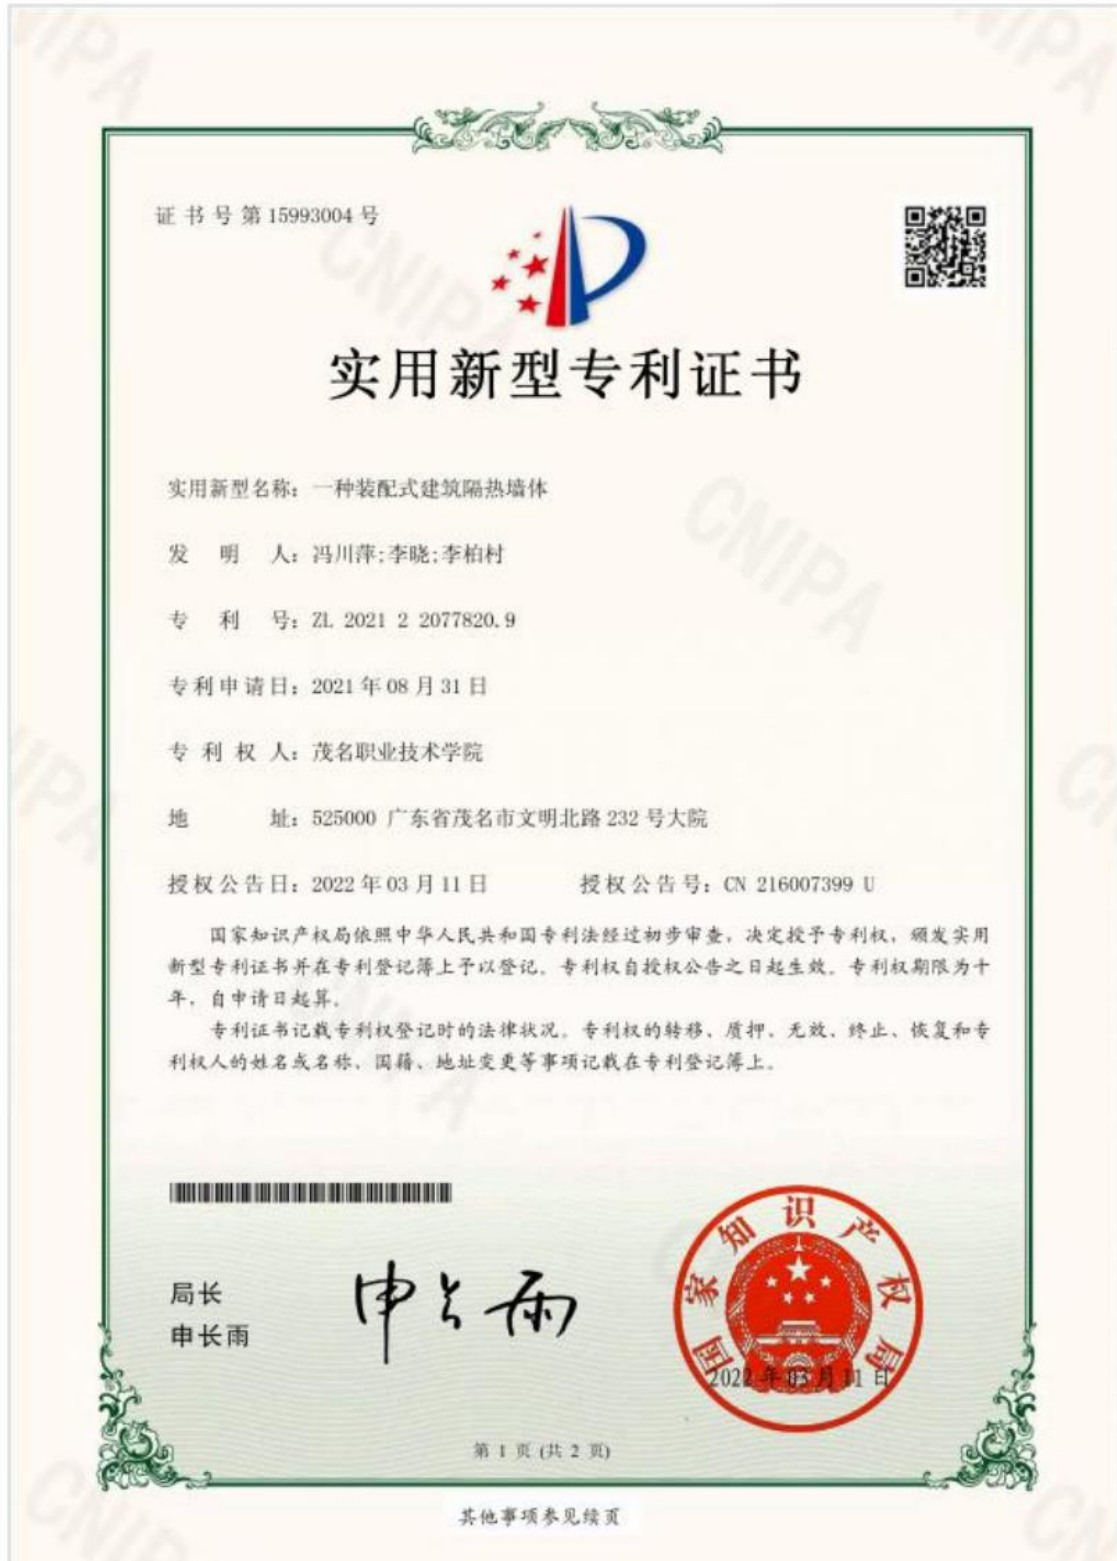 证书号第15993004号
实用新型专利证书
实用新型名称：一种装配式建筑隔热墙体
发明人：冯川萍;李晓;李柏村
专利号：ZL 2021 2 2077820.9
专利申请日：2021年08月31日
专利权人：茂名职业技术学院
地址：525000 广东省茂名市文明北路232号大院
授权公告日：2022年03月11日 授权公告号：CN 216007399 U
国家知识产权局依照中华人民共和国专利法经过初步审查，决定授予专利权，颁发实用
新型专利证书并在专利登记簿上予以登记。专利权自授权公告之日起生效。专利权期限为十
年，自申请日起算。
专利证书记载专利权登记时的法律状况。专利权的转移、质押、无效、终止、恢复和专
利权人的姓名或名称、国籍、地址变更等事项记载在专利登记簿上。
局长
申长雨
申长雨
国家知识产权局
2022年03月11日
第 1 页 (共 2 页)
其他事项参见续页
CNIPA